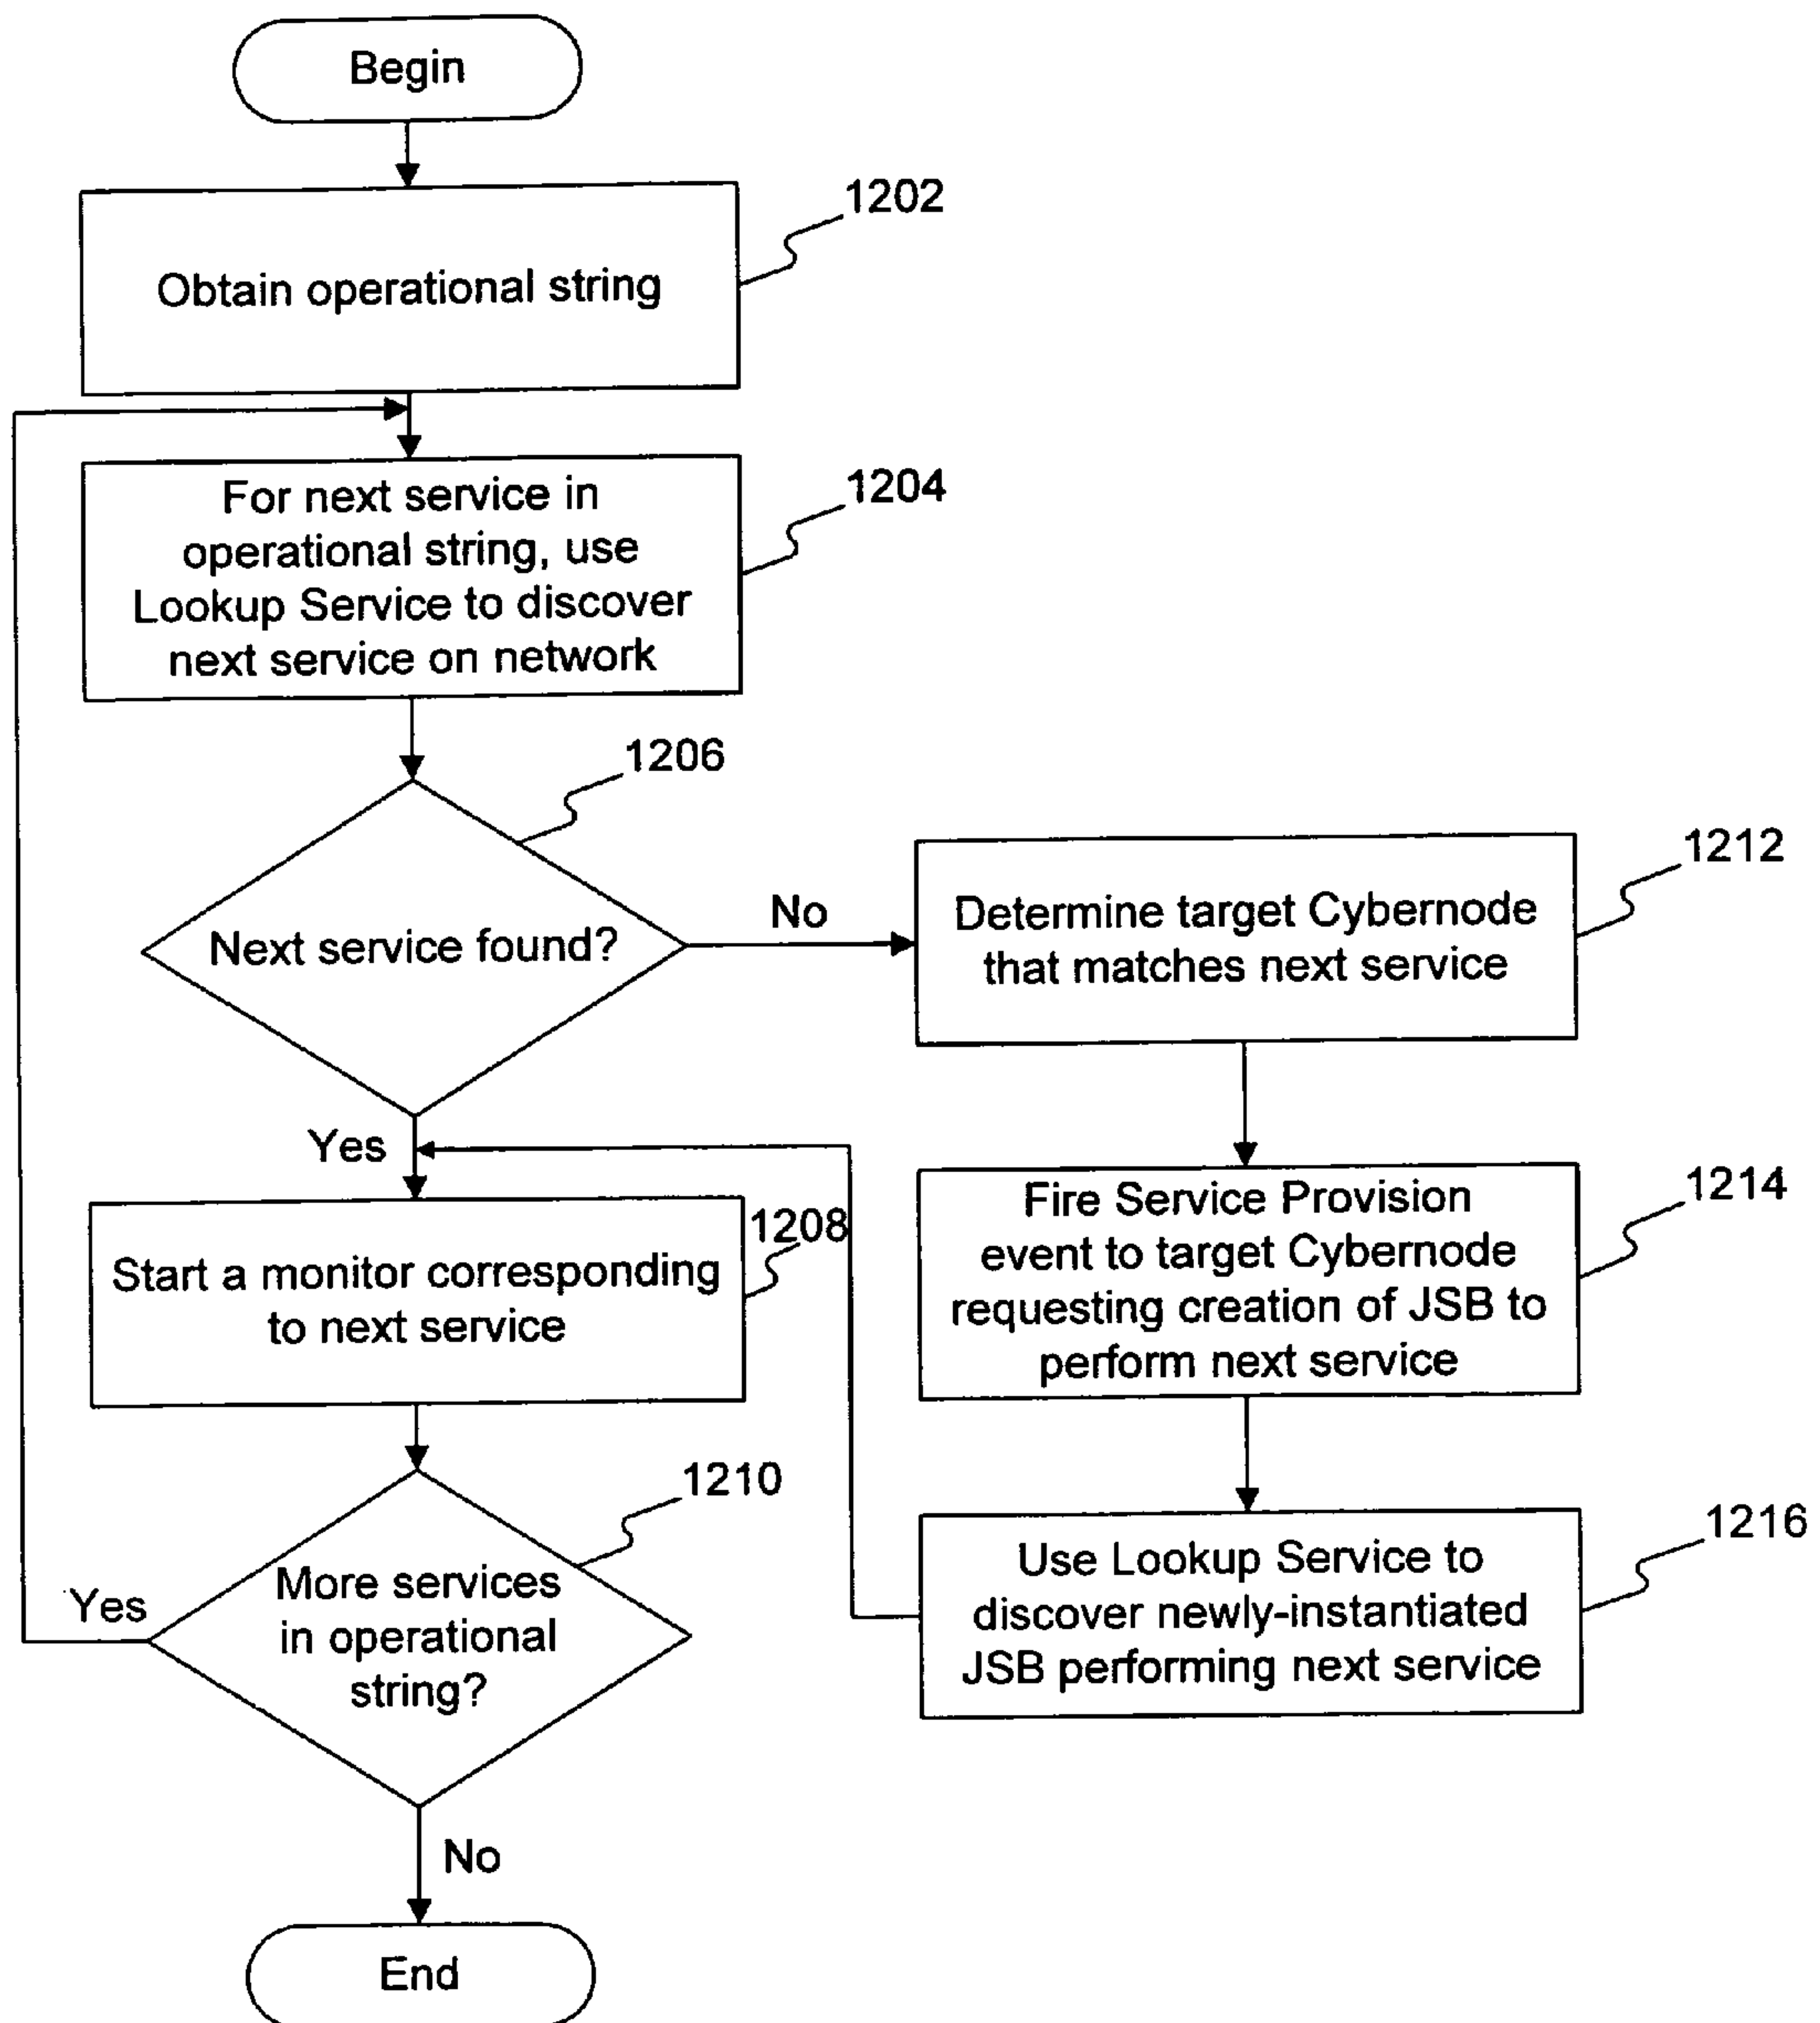 Begin
1202
Obtain operational string
1204
For next service in
operational string, use
Lookup Service to discover
next service on network
1206
Next service found?
No
1212
Determine target Cybernode
that matches next service
Yes
1208
Start a monitor corresponding
to next service
1214
Fire Service Provision
event to target Cybernode
requesting creation of JSB to
perform next service
1210
More services
in operational
string?
Yes
1216
Use Lookup Service to
discover newly-instantiated
JSB performing next service
No
End